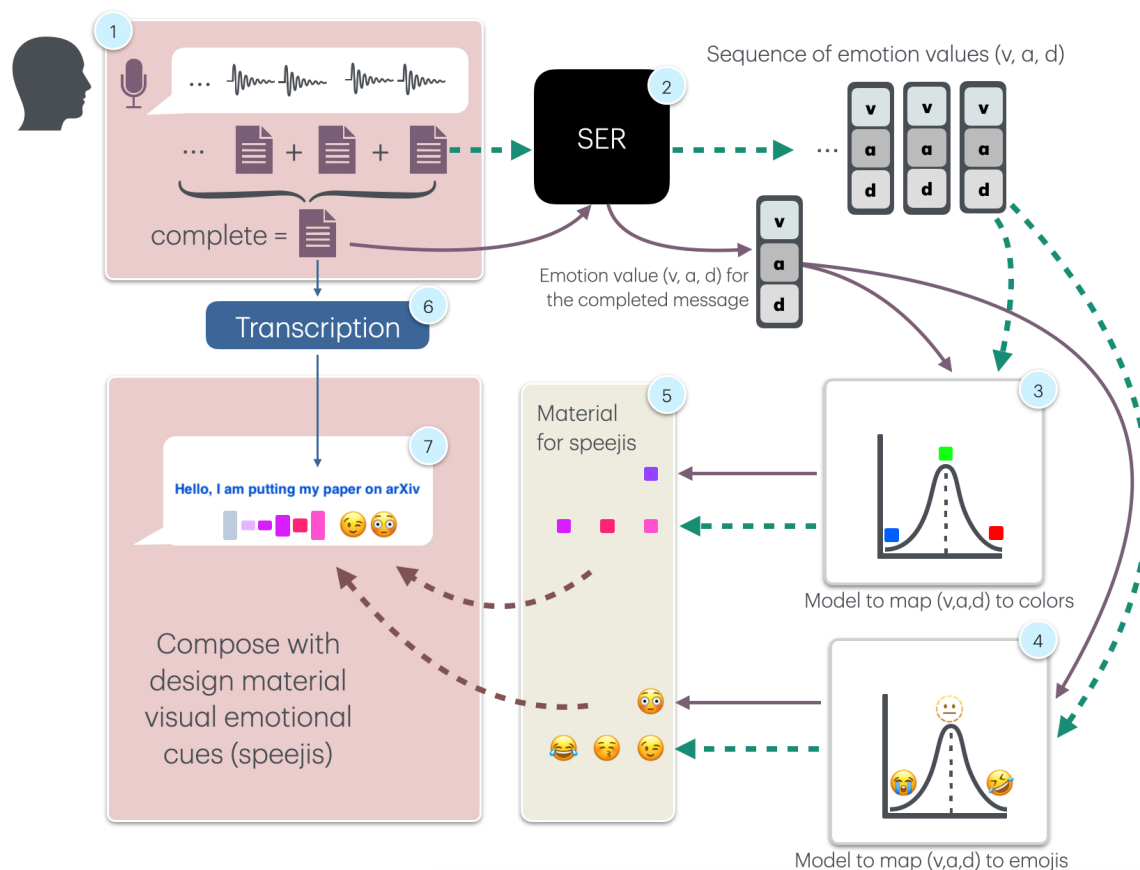 1
...
... + +
complete =
2
SER
Sequence of emotion values (v, a, d)
... v v v
a a a
d d d
v
a
d
Emotion value (v, a, d) for
the completed message
6
Transcription
3
Model to map (v,a,d) to colors
4
Model to map (v,a,d) to emojis
5
Material
for speejis
7
Hello, I am putting my paper on arXiv
Compose with
design material
visual emotional
cues (speejis)